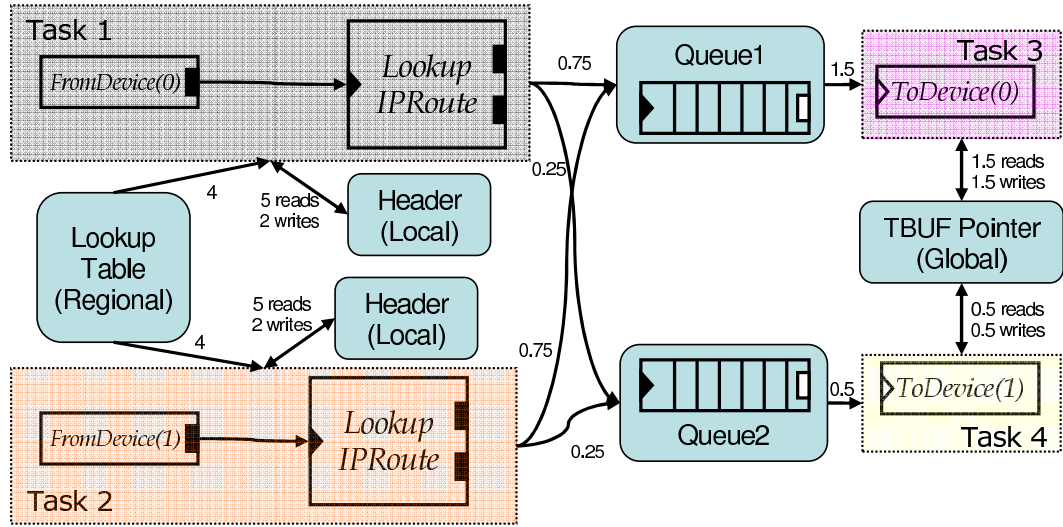 Task 1
FromDevice(0)
Lookup
IPRoute
0.75
0.25
Queue1
1.5
Task 3
ToDevice(0)
1.5 reads
1.5 writes
4
5 reads
2 writes
Header
(Local)
Lookup
Table
(Regional)
TBUF Pointer
(Global)
5 reads
2 writes
Header
(Local)
4
0.5 reads
0.5 writes
0.75
0.25
Queue2
0.5
ToDevice(1)
Task 4
FromDevice(1)
Lookup
IPRoute
Task 2